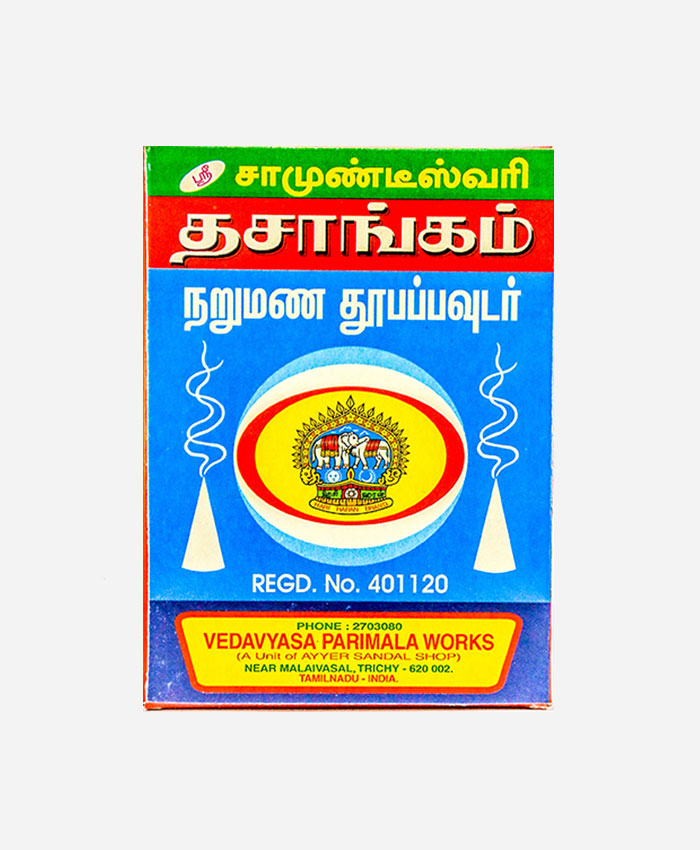 ஸ்ரீ சாமுண்டீஸ்வரி
தசாங்கம்
நறுமண தூபப்பவுடர்
REGD. No. 401120
PHONE : 2703080
VEDAVYASA PARIMALA WORKS
(A Unit of AYYER SANDAL SHOP)
NEAR MALAIVASAL, TRICHY - 620 002.
TAMILNADU - INDIA.